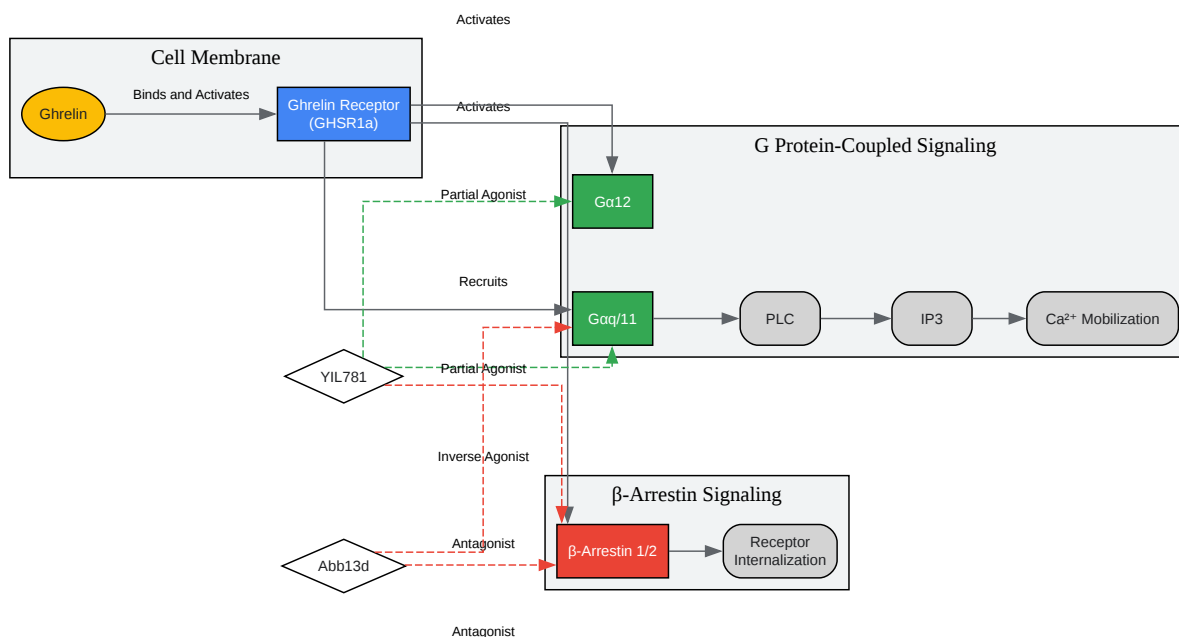 Activates
Cell Membrane
Ghrelin
Binds and Activates
Ghrelin Receptor
(GHSR1a)
Activates
G Protein-Coupled Signaling
Partial Agonist
Gα12
Recruits
Gαq/11
PLC
IP3
Ca²⁺ Mobilization
YIL781
Partial Agonist
Inverse Agonist
β-Arrestin Signaling
Abb13d
Antagonist
β-Arrestin 1/2
Receptor
Internalization
Antagonist